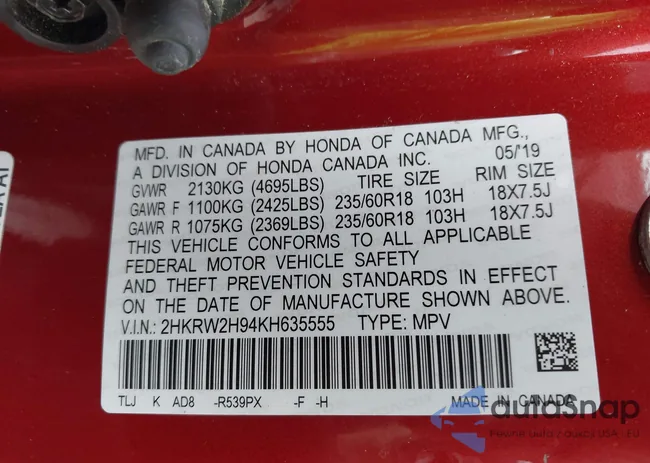 MFD. IN CANADA BY HONDA OF CANADA MFG.,
A DIVISION OF HONDA CANADA INC. 05/'19
GVWR 2130KG (4695LBS) TIRE SIZE RIM SIZE
GAWR F 1100KG (2425LBS) 235/60R18 103H 18X7.5J
GAWR R 1075KG (2369LBS) 235/60R18 103H 18X7.5J
THIS VEHICLE CONFORMS TO ALL APPLICABLE
FEDERAL MOTOR VEHICLE SAFETY
AND THEFT PREVENTION STANDARDS IN EFFECT
ON THE DATE OF MANUFACTURE SHOWN ABOVE.
V.I.N.: 2HKRW2H94KH635555 TYPE: MPV
TLJ K AD8 -R539PX -F -H MADE IN CANADA
autoSnap